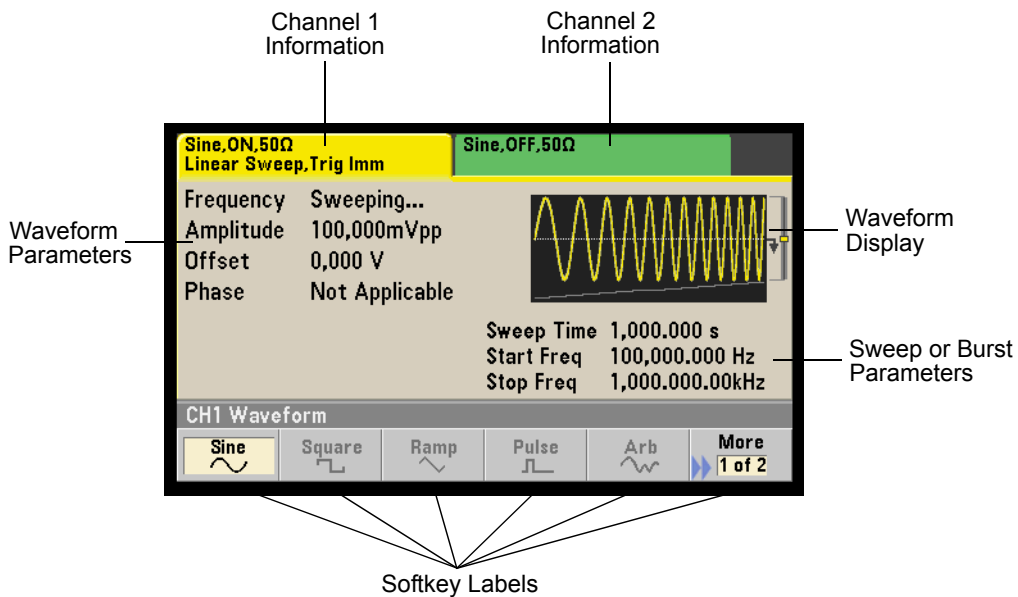 Channel 1
Information
Channel 2
Information
Sine,ON,50Ω
Linear Sweep,Trig Imm
Sine,OFF,50Ω
Waveform
Parameters
Frequency Sweeping...
Amplitude 100,000mVpp
Offset 0,000 V
Phase Not Applicable
Waveform
Display
Sweep Time 1,000.000 s
Start Freq 100,000.000 Hz
Stop Freq 1,000.000.00kHz
Sweep or Burst
Parameters
CH1 Waveform
Sine Square Ramp Pulse Arb More
1 of 2
Softkey Labels